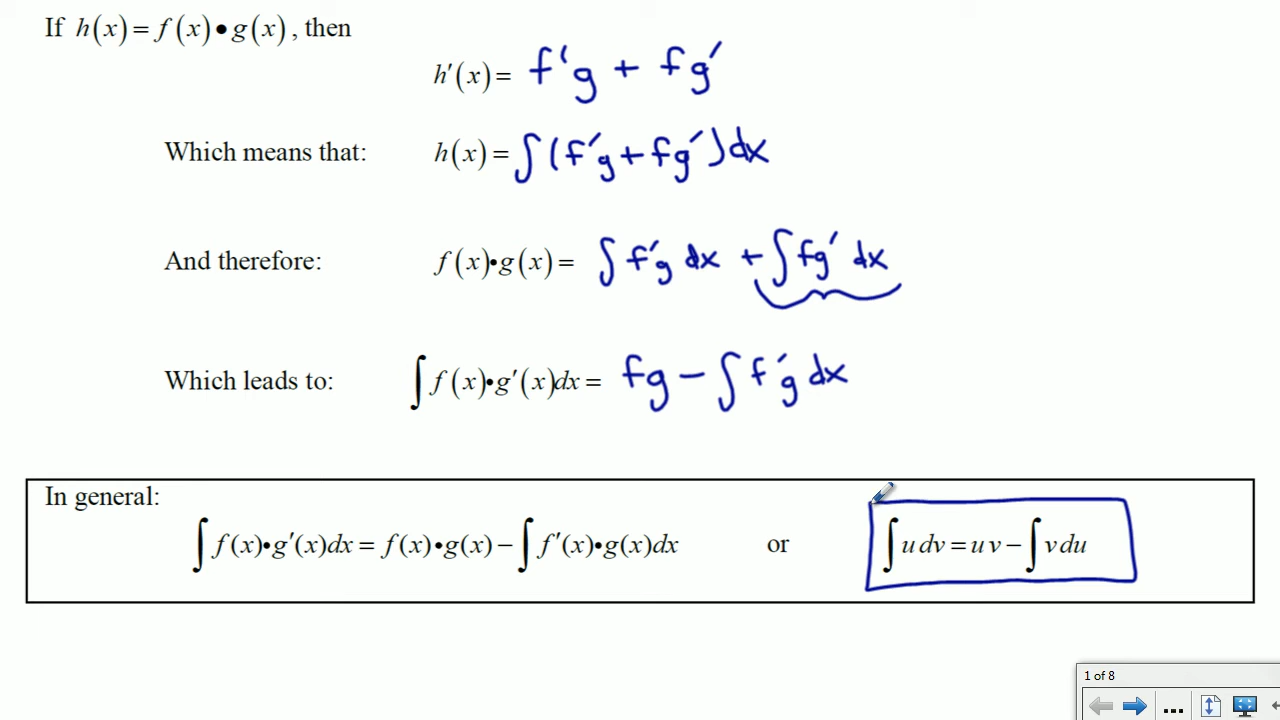 If h(x) = f(x)•g(x), then
h′(x) = f'g + fg'
Which means that: h(x) = ∫(f'g + fg')dx
And therefore: f(x)•g(x) = ∫f'g dx + ∫fg' dx
Which leads to: ∫f(x)•g′(x)dx = fg − ∫f'g dx
In general:
∫f(x)•g′(x)dx = f(x)•g(x) − ∫f′(x)•g(x)dx or ∫u dv = u v − ∫v du
1 of 8
...